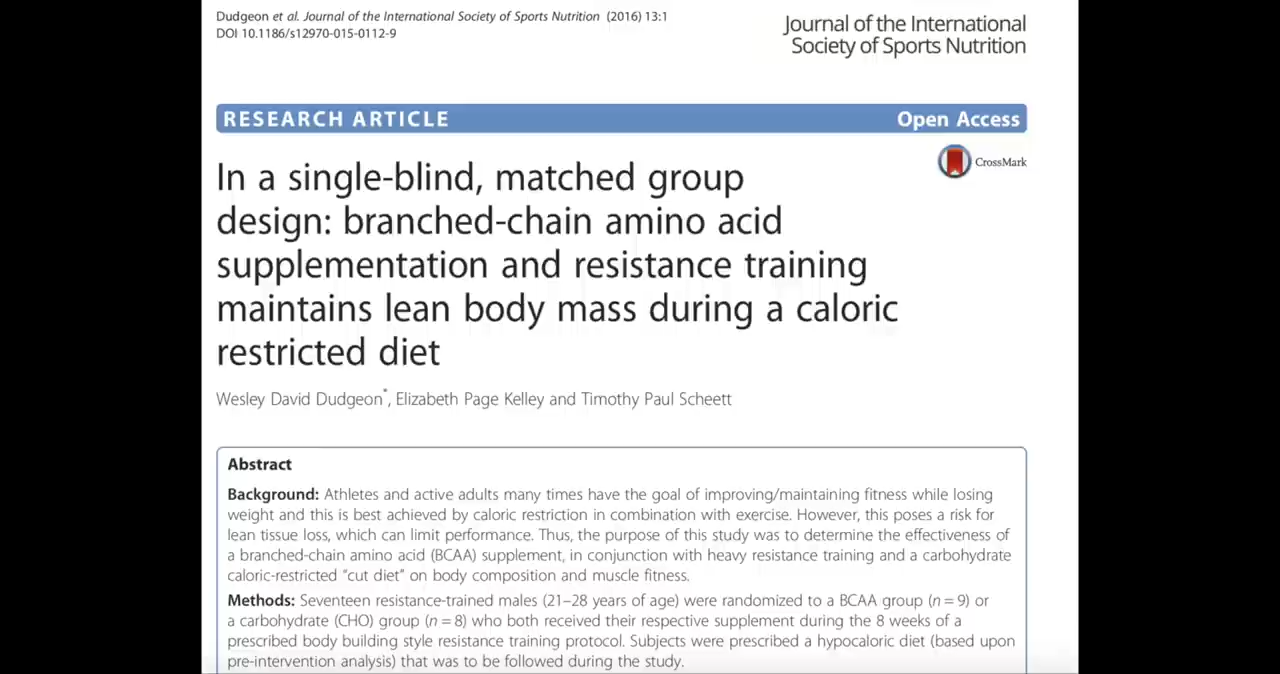 Dudgeon et al. Journal of the International Society of Sports Nutrition (2016) 13:1
DOI 10.1186/s12970-015-0112-9
Journal of the International
Society of Sports Nutrition
RESEARCH ARTICLE
Open Access
CrossMark
In a single-blind, matched group
design: branched-chain amino acid
supplementation and resistance training
maintains lean body mass during a caloric
restricted diet
Wesley David Dudgeon*, Elizabeth Page Kelley and Timothy Paul Scheett
Abstract
Background: Athletes and active adults many times have the goal of improving/maintaining fitness while losing
weight and this is best achieved by caloric restriction in combination with exercise. However, this poses a risk for
lean tissue loss, which can limit performance. Thus, the purpose of this study was to determine the effectiveness of
a branched-chain amino acid (BCAA) supplement, in conjunction with heavy resistance training and a carbohydrate
caloric-restricted “cut diet” on body composition and muscle fitness.
Methods: Seventeen resistance-trained males (21–28 years of age) were randomized to a BCAA group (n = 9) or
a carbohydrate (CHO) group (n = 8) who both received their respective supplement during the 8 weeks of a
prescribed body building style resistance training protocol. Subjects were prescribed a hypocaloric diet (based upon
pre-intervention analysis) that was to be followed during the study.